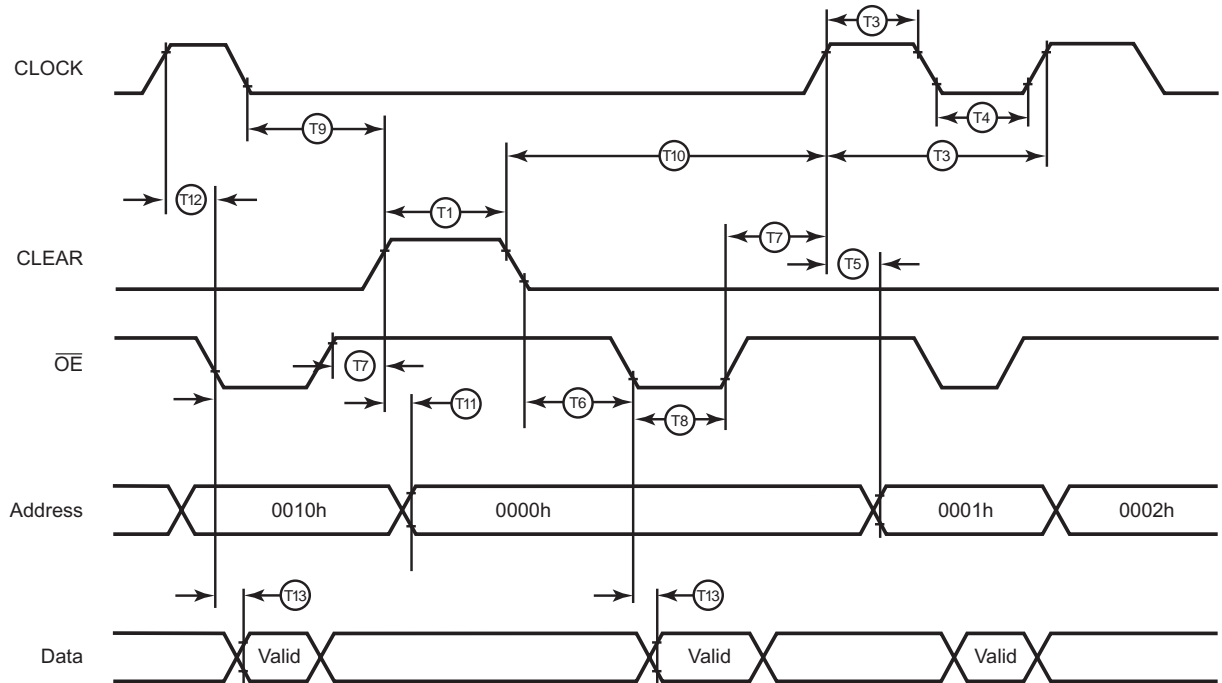 T3
CLOCK
T4
T9
T10
T3
T12
T1
T7
CLEAR
T5
OE
T7
T11
T6
T8
Address
0010h
0000h
0001h
0002h
T13
T13
Data
Valid
Valid
Valid